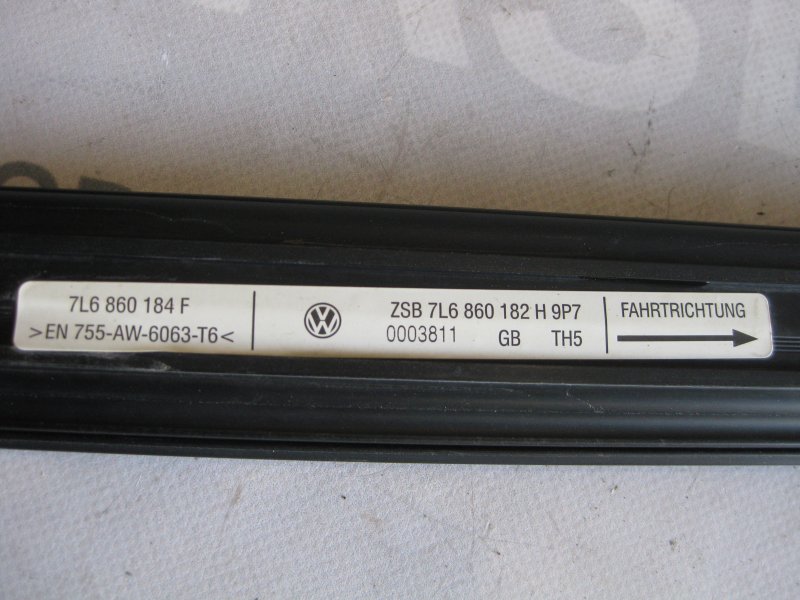 7L6 860 184 F
>EN 755-AW-6063-T6<
ZSB 7L6 860 182 H 9P7
0003811 GB TH5
FAHRTRICHTUNG